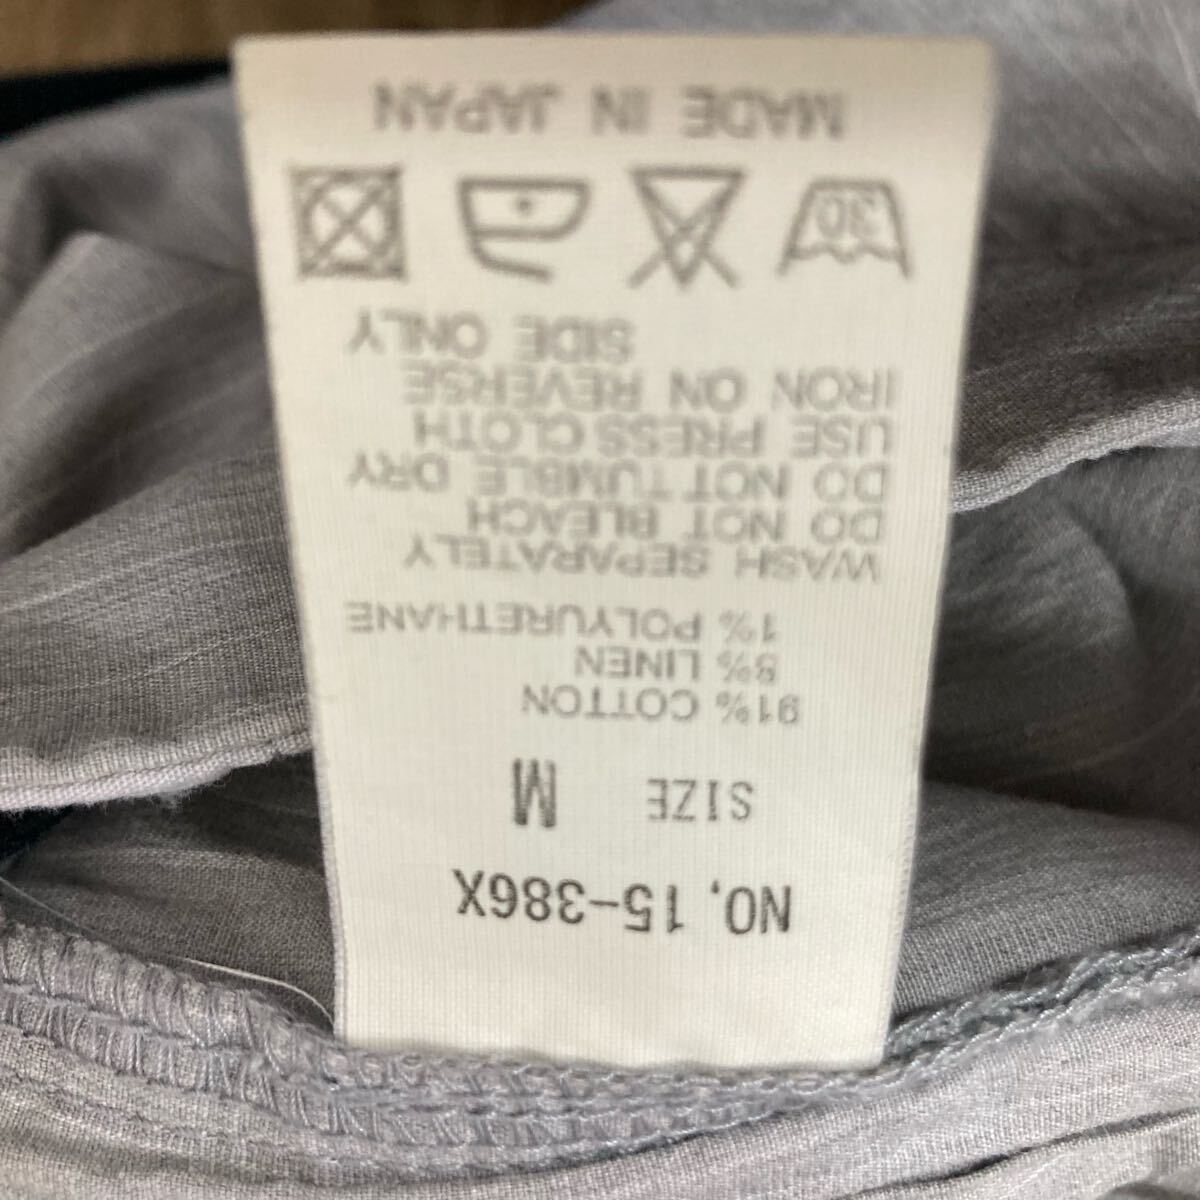 NO. 15-386X
SIZE M
91% COTTON
8% LINEN
1% POLYURETHANE
WASH SEPARATELY
DO NOT BLEACH
DO NOT TUMBLE DRY
USE PRESS CLOTH
IRON ON REVERSE
SIDE ONLY
30
MADE IN JAPAN